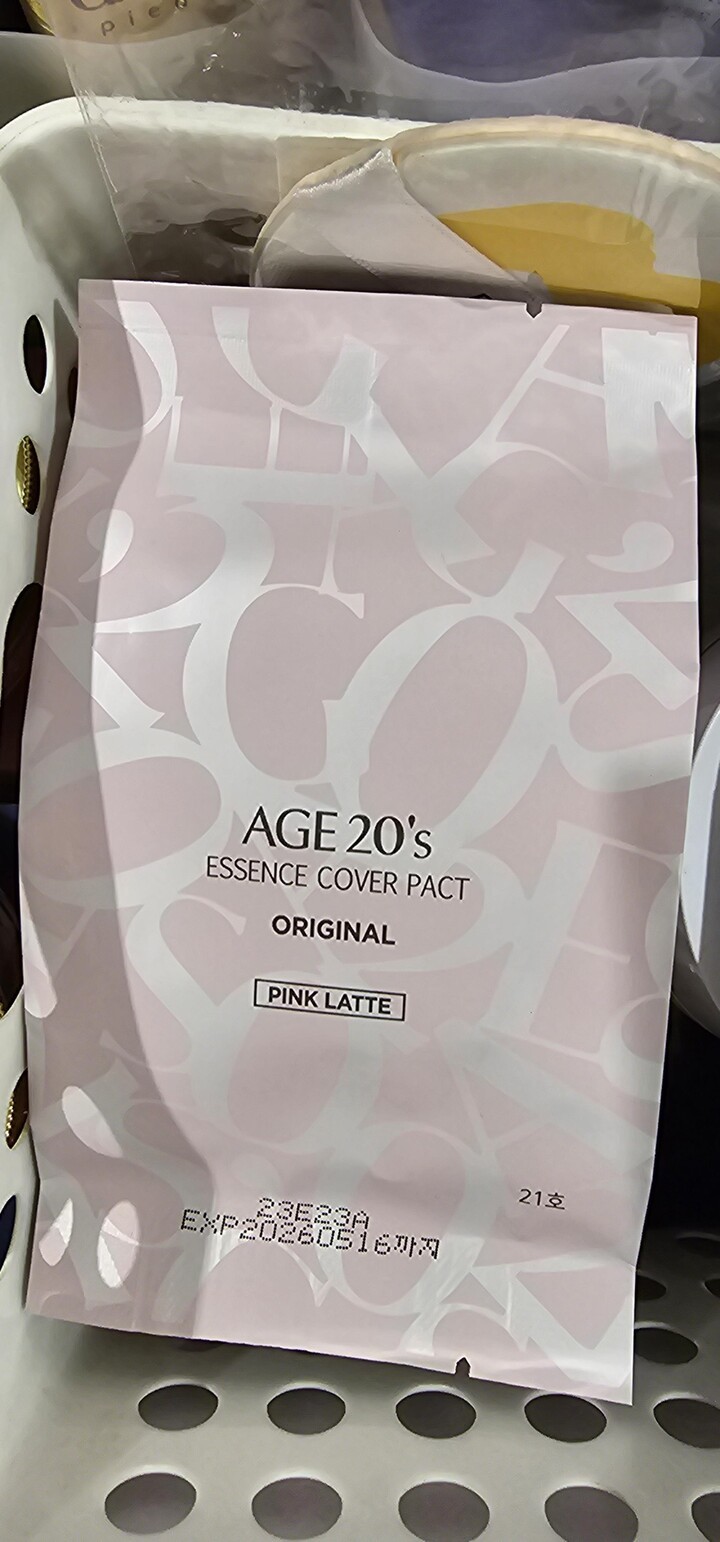 pied
AGE 20's
ESSENCE COVER PACT
ORIGINAL
PINK LATTE
21호
23E23A
EXP20260516까지